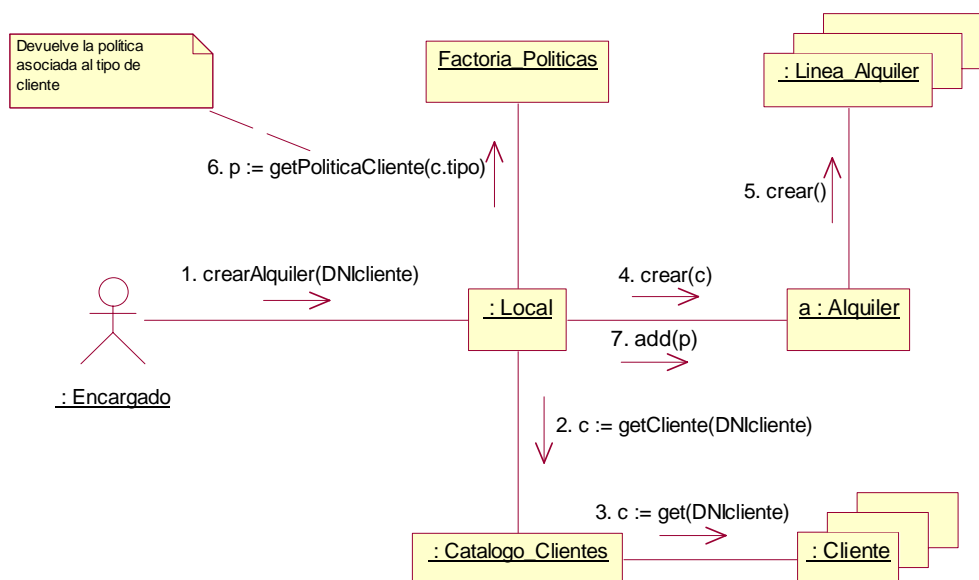 Devuelve la política
asociada al tipo de
cliente
Factoria_Politicas
: Linea_Alquiler
6. p := getPoliticaCliente(c.tipo)
5. crear()
1. crearAlquiler(DNIcliente)
4. crear(c)
: Local
a : Alquiler
7. add(p)
: Encargado
2. c := getCliente(DNIcliente)
3. c := get(DNIcliente)
: Catalogo_Clientes
: Cliente